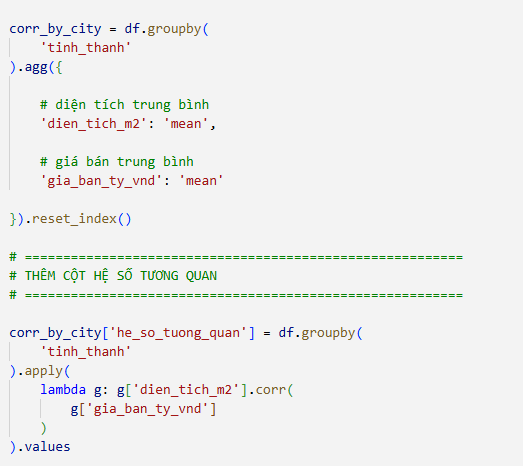 corr_by_city = df.groupby(
    'tinh_thanh'
).agg({
    # diện tích trung bình
    'dien_tich_m2': 'mean',
    # giá bán trung bình
    'gia_ban_ty_vnd': 'mean'
}).reset_index()
# =========================================================
# THÊM CỘT HỆ SỐ TƯƠNG QUAN
# =========================================================
corr_by_city['he_so_tuong_quan'] = df.groupby(
    'tinh_thanh'
).apply(
    lambda g: g['dien_tich_m2'].corr(
        g['gia_ban_ty_vnd']
    )
).values